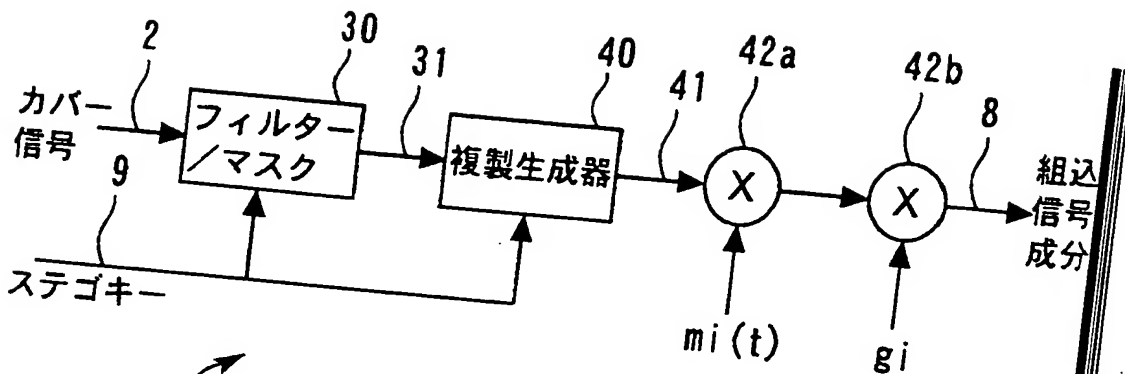 2
30
31
40
41
42a
42b
8
カバー
信号
フィルター
/マスク
複製生成器
X
X
組込
信号
成分
9
ステゴキー
mi(t)
gi